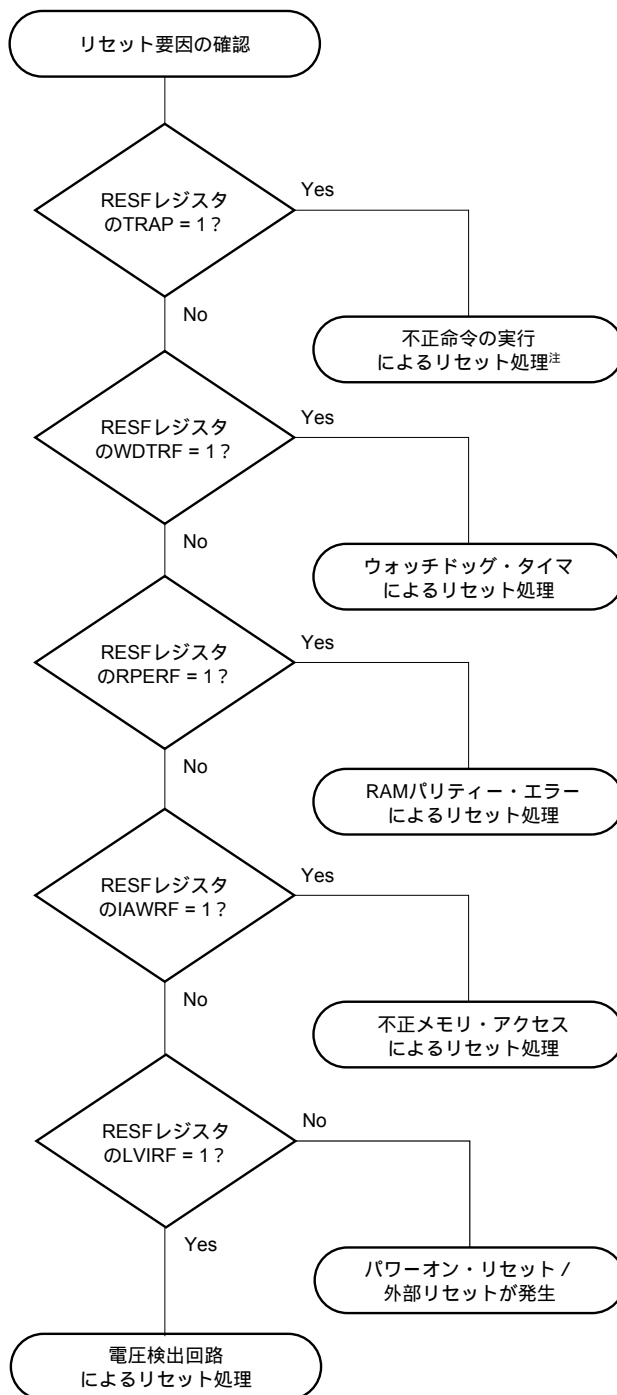 リセット要因の確認
RESFレジスタ
のTRAP = 1？
Yes
No
不正命令の実行
によるリセット処理注
RESFレジスタ
のWDTRF = 1？
Yes
No
ウォッチドッグ・タイマ
によるリセット処理
RESFレジスタ
のRPERF = 1？
Yes
No
RAMパリティー・エラー
によるリセット処理
RESFレジスタ
のIAWRF = 1？
Yes
No
不正メモリ・アクセス
によるリセット処理
RESFレジスタ
のLVIRF = 1？
No
Yes
パワーオン・リセット /
外部リセットが発生
電圧検出回路
によるリセット処理